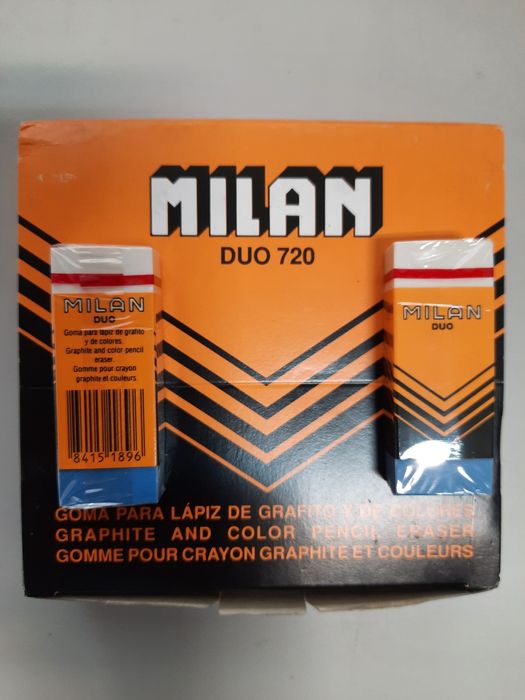 MILAN
DUO 720
MILAN
DUO
Goma para lápiz de grafito
y de colores.
Graphite and color pencil
eraser.
Gomme pour crayon
graphite et couleurs.
8415 1896
MILAN
DUO
GOMA PARA LÁPIZ DE GRAFITO Y DE COLORES
GRAPHITE AND COLOR PENCIL ERASER
GOMME POUR CRAYON GRAPHITE ET COULEURS